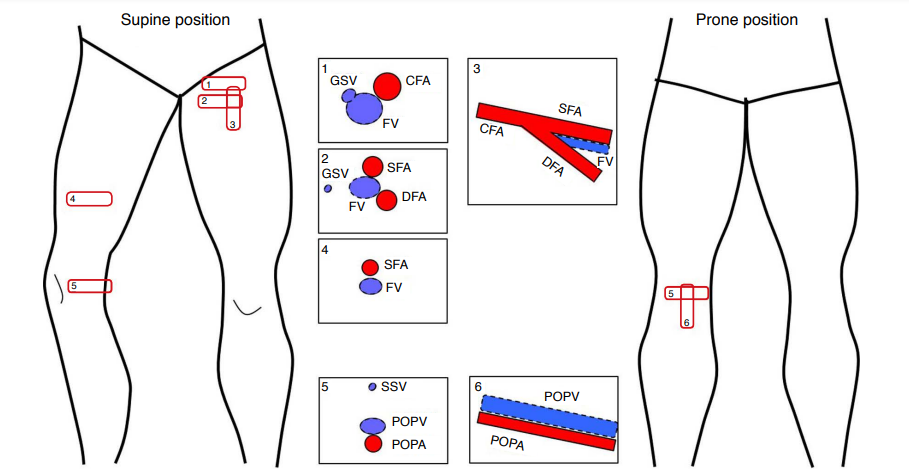 Supine position
Prone position
1
2
3
4
5
1
GSV
CFA
FV
2
GSV
SFA
DFA
FV
4
SFA
FV
5
SSV
POPV
POPA
3
SFA
CFA
FV
DFA
6
POPV
POPA
5
6